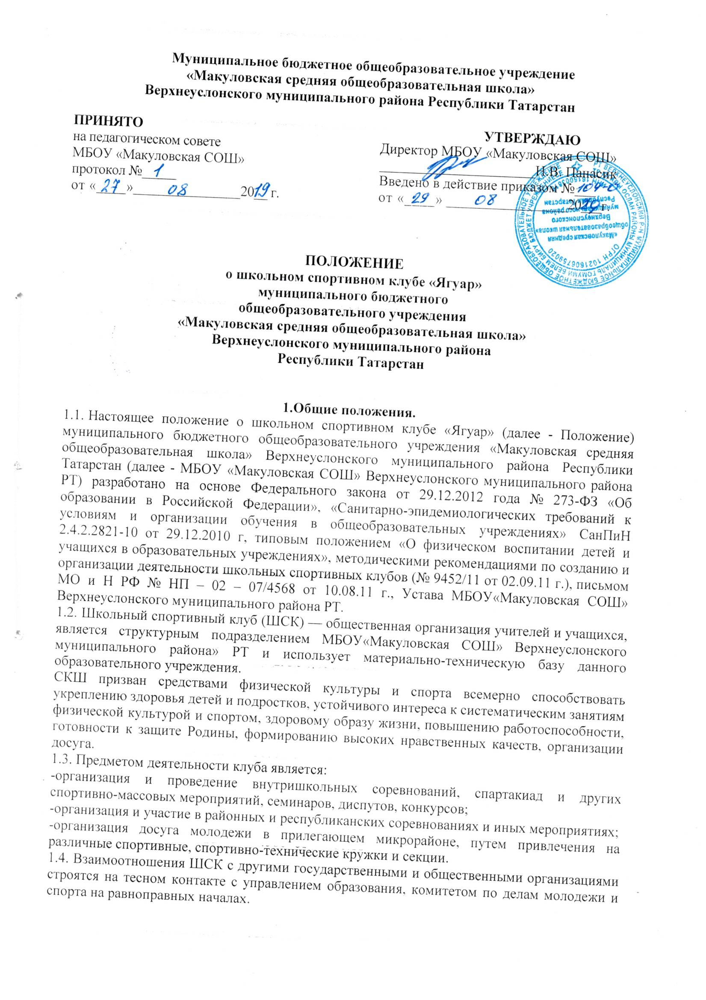 Муниципальное бюджетное общеобразовательное учреждение
«Макуловская средняя общеобразовательная школа»
Верхнеуслонского муниципального района Республики Татарстан
ПРИНЯТО
на педагогическом совете
МБОУ «Макуловская СОШ»
протокол № 1
от «27» 08 2019 г.
УТВЕРЖДАЮ
Директор МБОУ «Макуловская СОШ»
Н.В. Панасик
Введено в действие приказом №
от «29» 08 г.
«Макуловская средняя
общеобразовательная школа»
Верхнеуслонского
муниципального района
Республики Татарстан
ОГРН 1021606759020
ПОЛОЖЕНИЕ
о школьном спортивном клубе «Ягуар»
муниципального бюджетного
общеобразовательного учреждения
«Макуловская средняя общеобразовательная школа»
Верхнеуслонского муниципального района
Республики Татарстан
1.Общие положения.
1.1. Настоящее положение о школьном спортивном клубе «Ягуар» (далее - Положение)
муниципального бюджетного общеобразовательного учреждения «Макуловская средняя
общеобразовательная школа» Верхнеуслонского муниципального района Республики
Татарстан (далее - МБОУ «Макуловская СОШ» Верхнеуслонского муниципального района
РТ) разработано на основе Федерального закона от 29.12.2012 года № 273-ФЗ «Об
образовании в Российской Федерации», «Санитарно-эпидемиологических требований к
условиям и организации обучения в общеобразовательных учреждениях» СанПиН
2.4.2.2821-10 от 29.12.2010 г, типовым положением «О физическом воспитании детей и
учащихся в образовательных учреждениях», методическими рекомендациями по созданию и
организации деятельности школьных спортивных клубов (№ 9452/11 от 02.09.11 г.), письмом
МО и Н РФ № НП – 02 – 07/4568 от 10.08.11 г., Устава МБОУ«Макуловская СОШ»
Верхнеуслонского муниципального района РТ.
1.2. Школьный спортивный клуб (ШСК) — общественная организация учителей и учащихся,
является структурным подразделением МБОУ«Макуловская СОШ» Верхнеуслонского
муниципального района» РТ и использует материально-техническую базу данного
образовательного учреждения.
СКШ призван средствами физической культуры и спорта всемерно способствовать
укреплению здоровья детей и подростков, устойчивого интереса к систематическим занятиям
физической культурой и спортом, здоровому образу жизни, повышению работоспособности,
готовности к защите Родины, формированию высоких нравственных качеств, организации
досуга.
1.3. Предметом деятельности клуба является:
-организация и проведение внутришкольных соревнований, спартакиад и других
спортивно-массовых мероприятий, семинаров, диспутов, конкурсов;
-организация и участие в районных и республиканских соревнованиях и иных мероприятиях;
-организация досуга молодежи в прилегающем микрорайоне, путем привлечения на
различные спортивные, спортивно-технические кружки и секции.
1.4. Взаимоотношения ШСК с другими государственными и общественными организациями
строятся на тесном контакте с управлением образования, комитетом по делам молодежи и
спорта на равноправных началах.